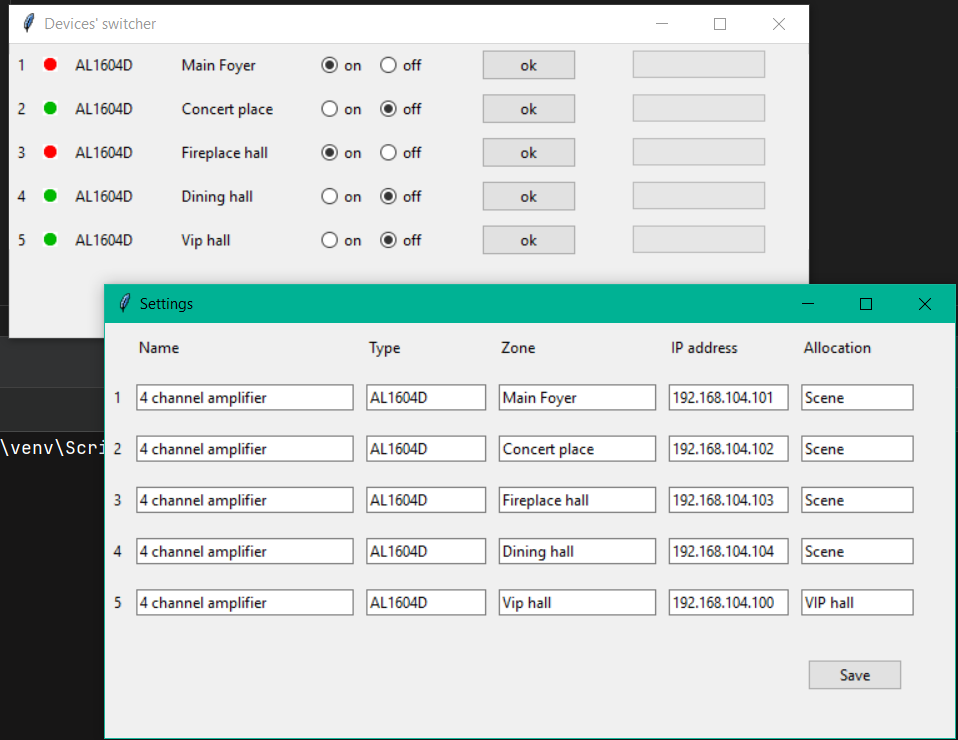 Devices' switcher
1 AL1604D Main Foyer on off ok
2 AL1604D Concert place on off ok
3 AL1604D Fireplace hall on off ok
4 AL1604D Dining hall on off ok
5 AL1604D Vip hall on off ok
Settings
Name Type Zone IP address Allocation
1 4 channel amplifier AL1604D Main Foyer 192.168.104.101 Scene
\venv\Scri
2 4 channel amplifier AL1604D Concert place 192.168.104.102 Scene
3 4 channel amplifier AL1604D Fireplace hall 192.168.104.103 Scene
4 4 channel amplifier AL1604D Dining hall 192.168.104.104 Scene
5 4 channel amplifier AL1604D Vip hall 192.168.104.100 VIP hall
Save